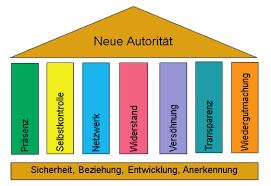 Neue Autorität
Präsenz
Selbstkontrolle
Netzwerk
Widerstand
Versöhnung
Transparenz
Wiedergutmachung
Sicherheit, Beziehung, Entwicklung, Anerkennung